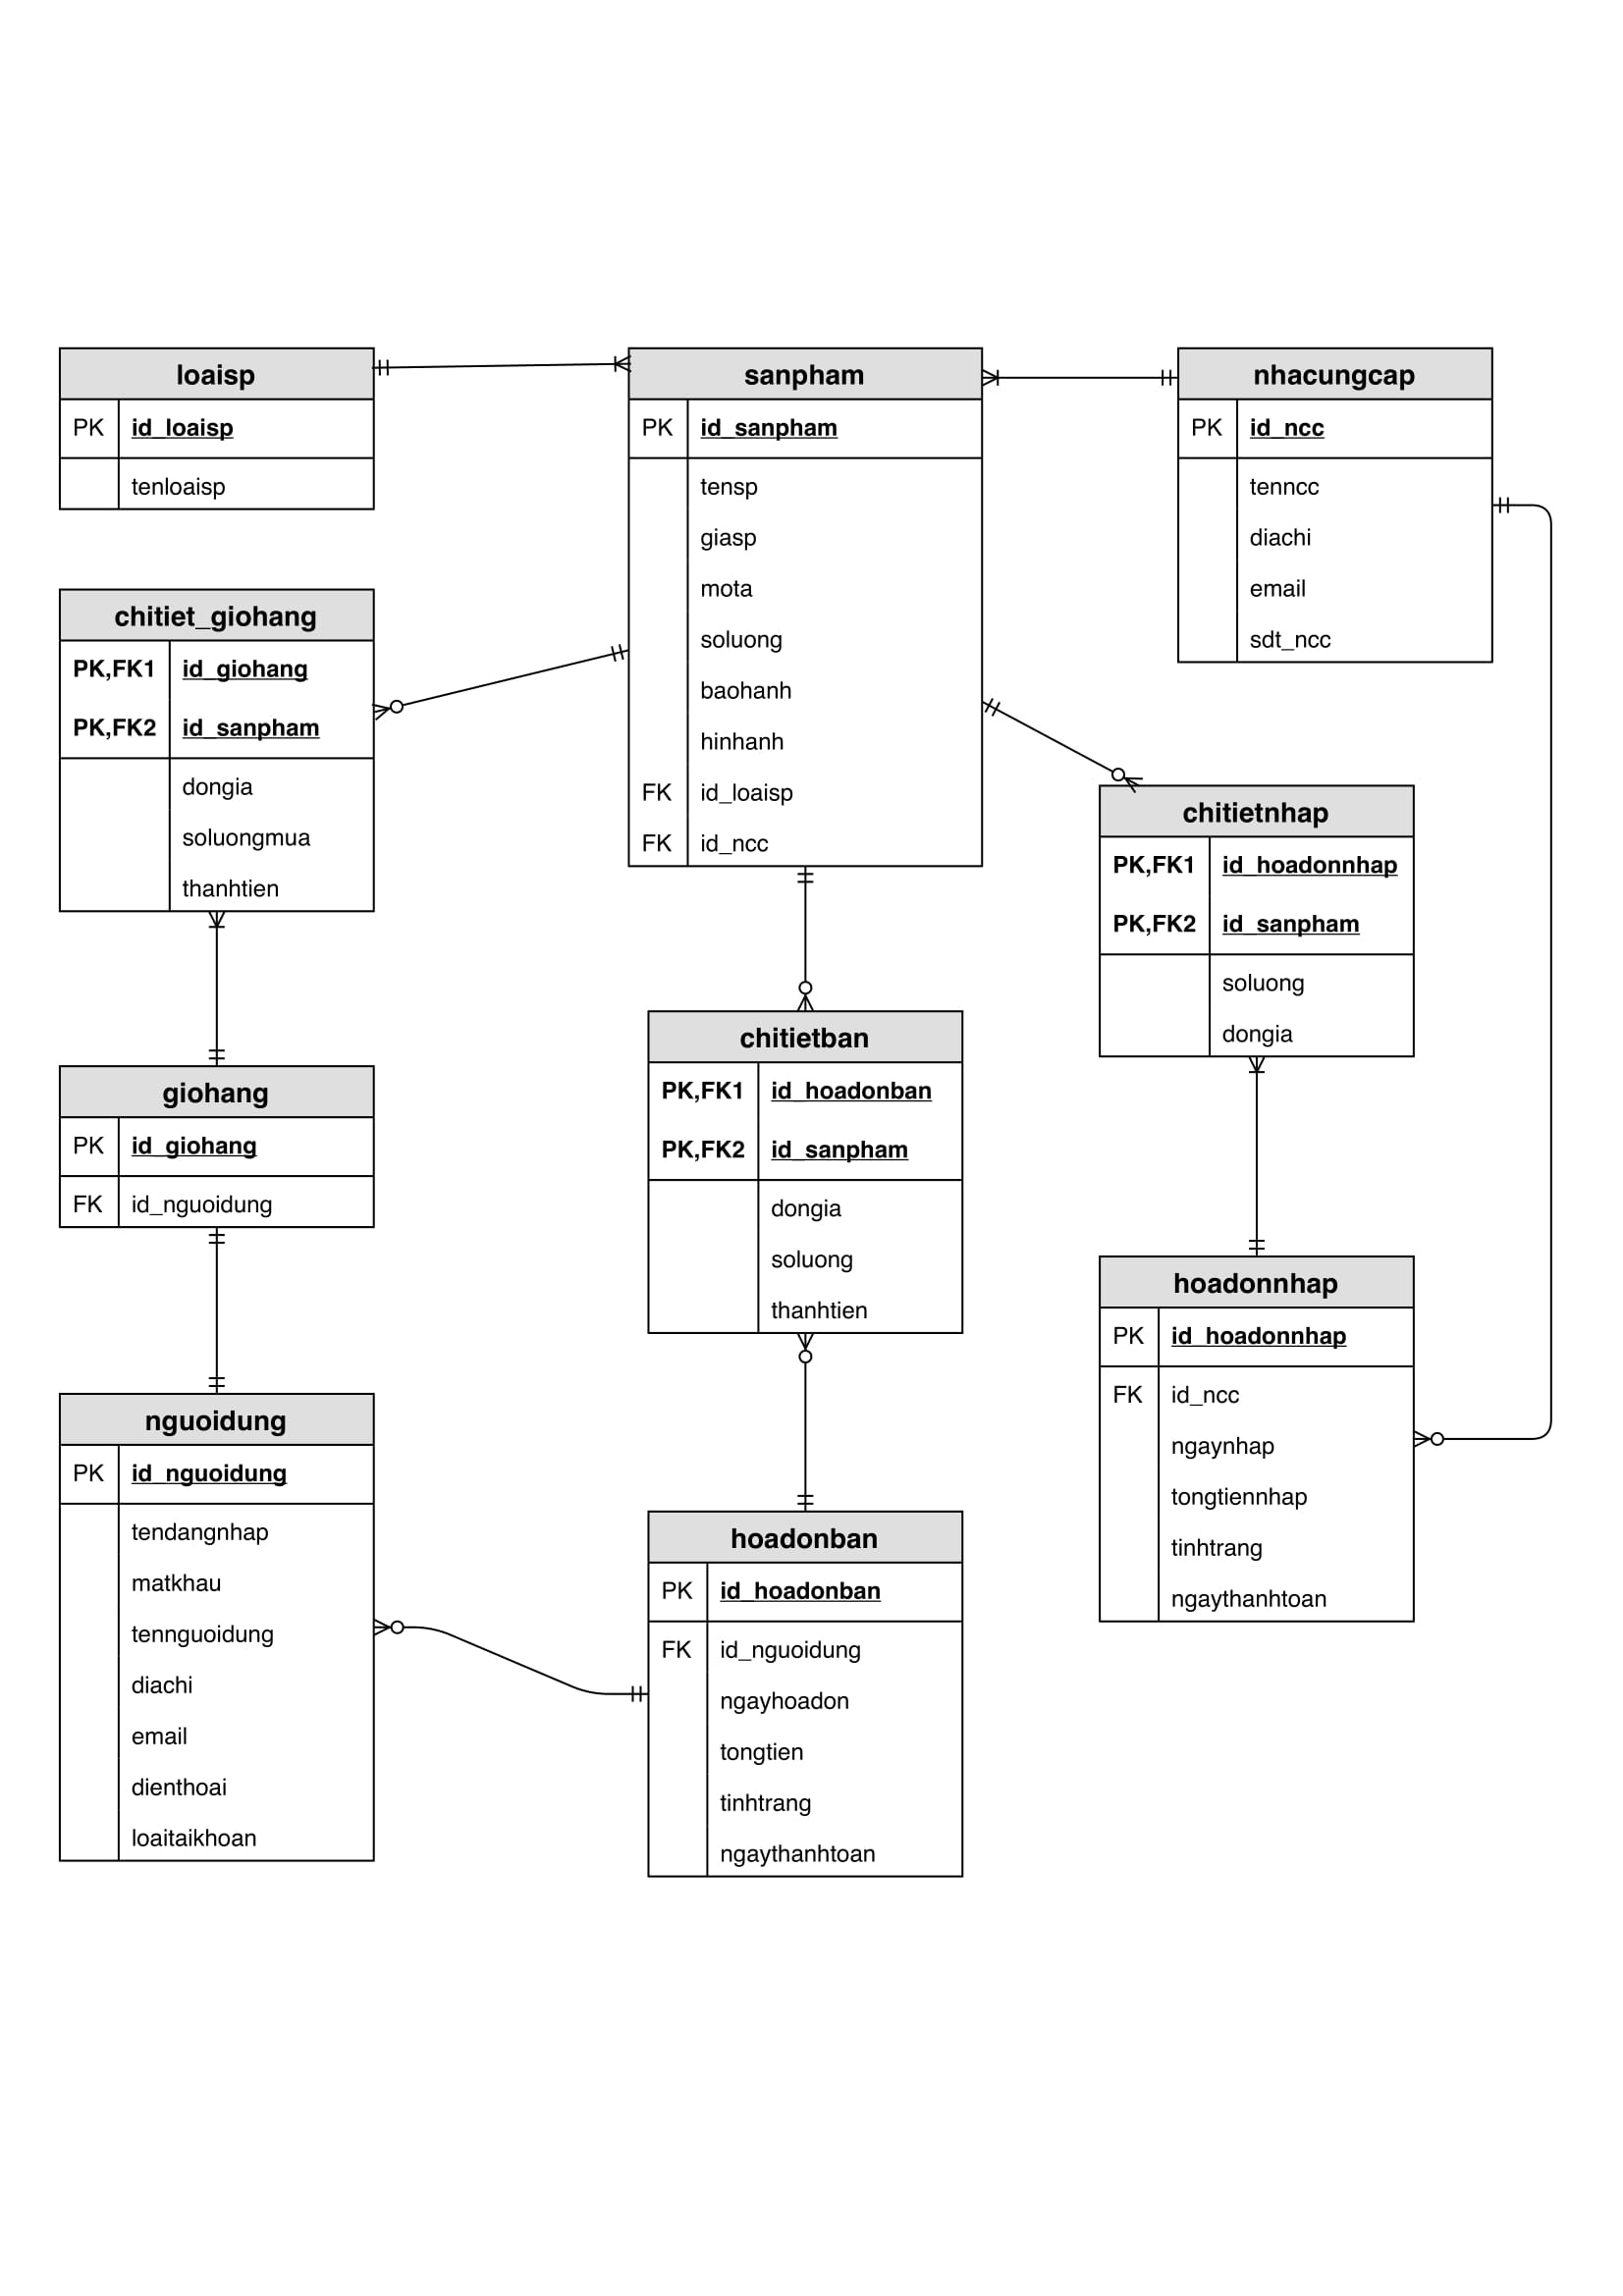 loaisp
PK id_loaisp
tenloaisp
sanpham
PK id_sanpham
tensp
giasp
mota
soluong
baohanh
hinhanh
FK id_loaisp
FK id_ncc
nhacungcap
PK id_ncc
tenncc
diachi
email
sdt_ncc
chitiet_giohang
PK,FK1 id_giohang
PK,FK2 id_sanpham
dongia
soluongmua
thanhtien
chitietnhap
PK,FK1 id_hoadonnhap
PK,FK2 id_sanpham
soluong
dongia
chitietban
PK,FK1 id_hoadonban
PK,FK2 id_sanpham
dongia
soluong
thanhtien
giohang
PK id_giohang
FK id_nguoidung
hoadonnhap
PK id_hoadonnhap
FK id_ncc
ngaynhap
tongtiennhap
tinhtrang
ngaythanhtoan
nguoidung
PK id_nguoidung
tendangnhap
matkhau
tennguoidung
diachi
email
dienthoai
loaitaikhoan
hoadonban
PK id_hoadonban
FK id_nguoidung
ngayhoadon
tongtien
tinhtrang
ngaythanhtoan